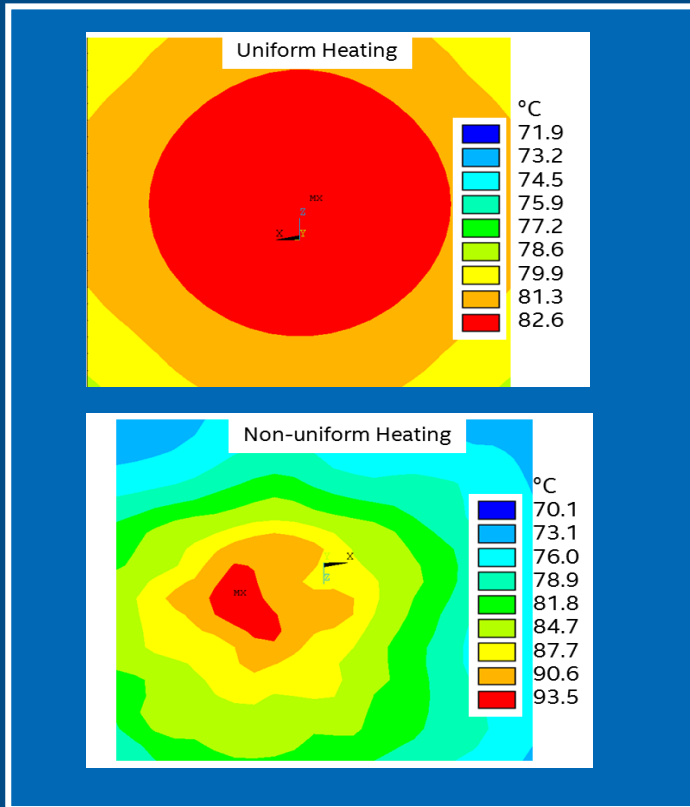 Uniform Heating
°C
71.9
73.2
74.5
75.9
77.2
78.6
79.9
81.3
82.6
MX
Z
X
Y
Non-uniform Heating
°C
70.1
73.1
76.0
78.9
81.8
84.7
87.7
90.6
93.5
X
MX